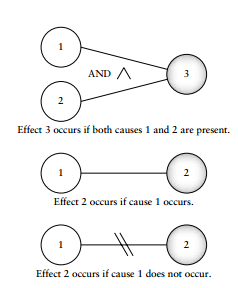 1
AND ∧
3
2
Effect 3 occurs if both causes 1 and 2 are present.
1 2
Effect 2 occurs if cause 1 occurs.
1 2
Effect 2 occurs if cause 1 does not occur.